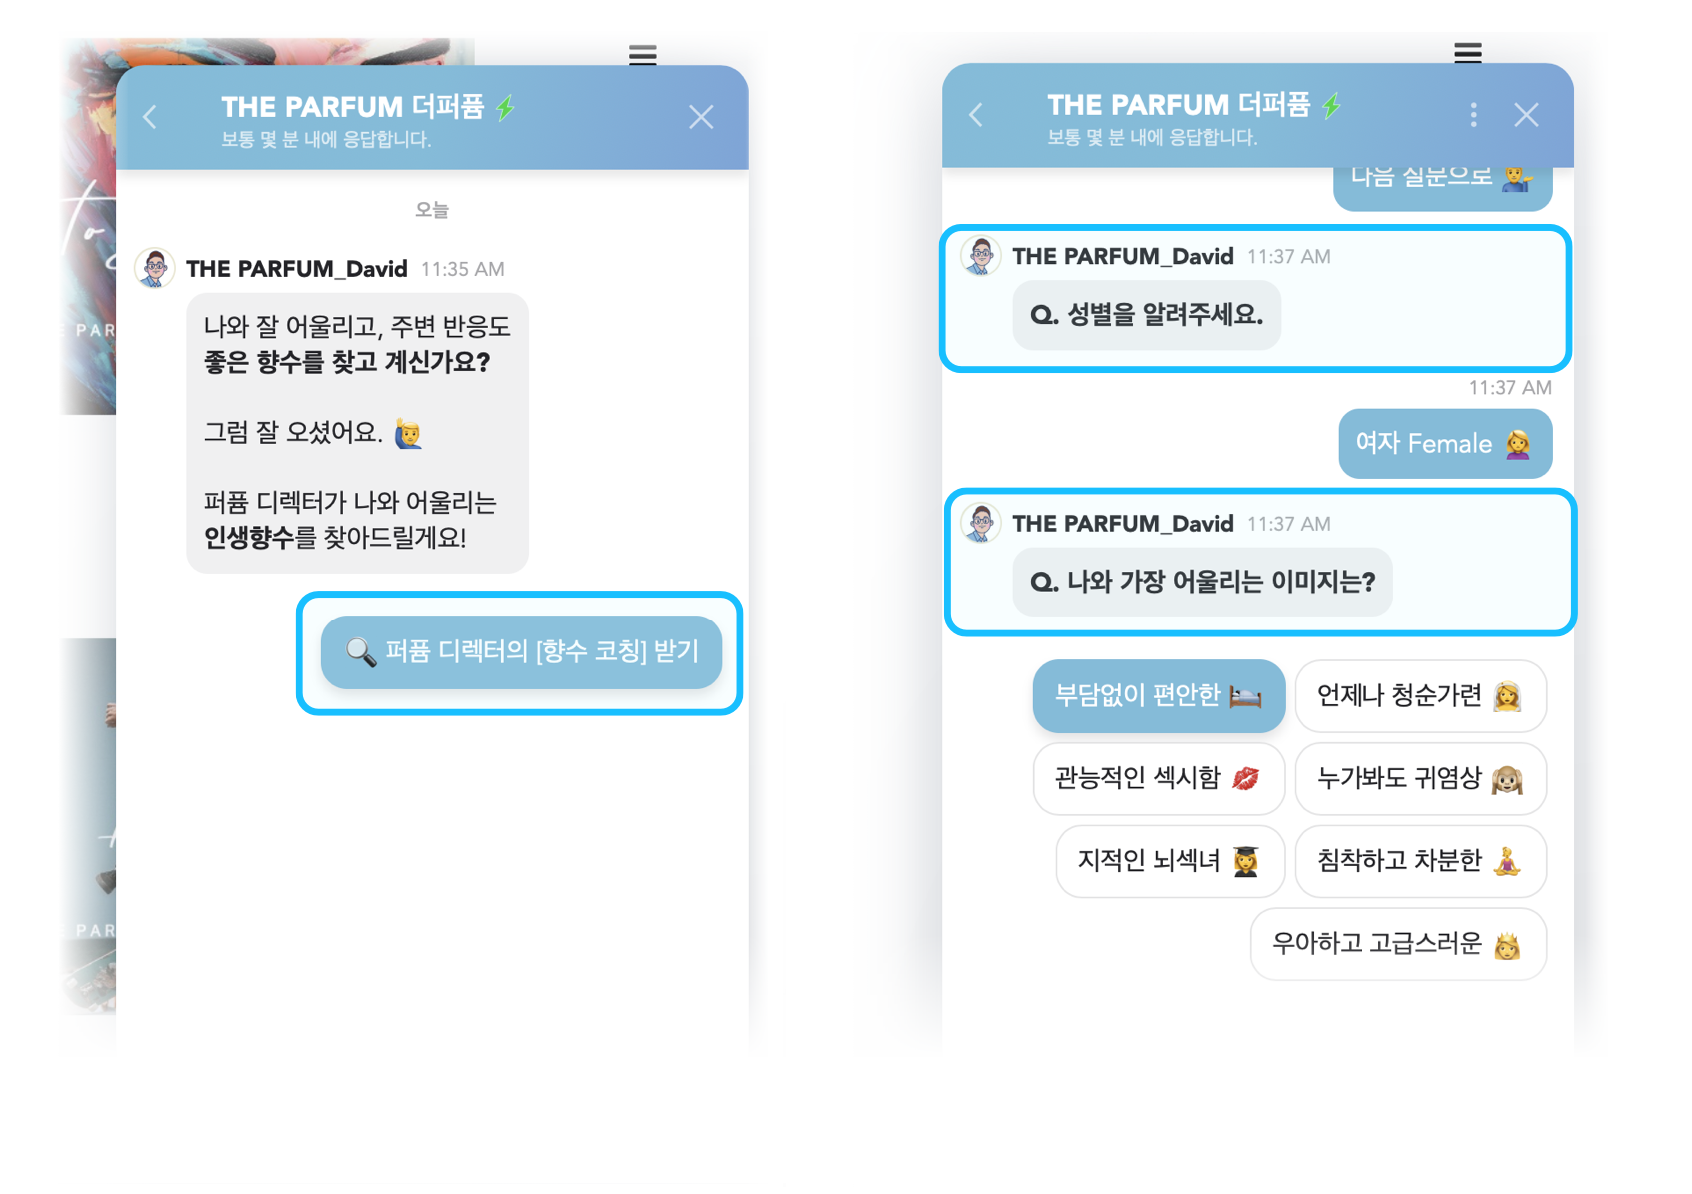 THE PARFUM 더퍼퓸
보통 몇 분 내에 응답합니다.
오늘
THE PARFUM_David 11:35 AM
나와 잘 어울리고, 주변 반응도
좋은 향수를 찾고 계신가요?
그럼 잘 오셨어요.
퍼퓸 디렉터가 나와 어울리는
인생향수를 찾아드릴게요!
퍼퓸 디렉터의 [향수 코칭] 받기
to
E PAR
E PAR
THE PARFUM 더퍼퓸
보통 몇 분 내에 응답합니다.
다음 질문으로
THE PARFUM_David 11:37 AM
Q. 성별을 알려주세요.
11:37 AM
여자 Female
THE PARFUM_David 11:37 AM
Q. 나와 가장 어울리는 이미지는?
부담없이 편안한
언제나 청순가련
관능적인 섹시함
누가봐도 귀염상
지적인 뇌섹녀
침착하고 차분한
우아하고 고급스러운